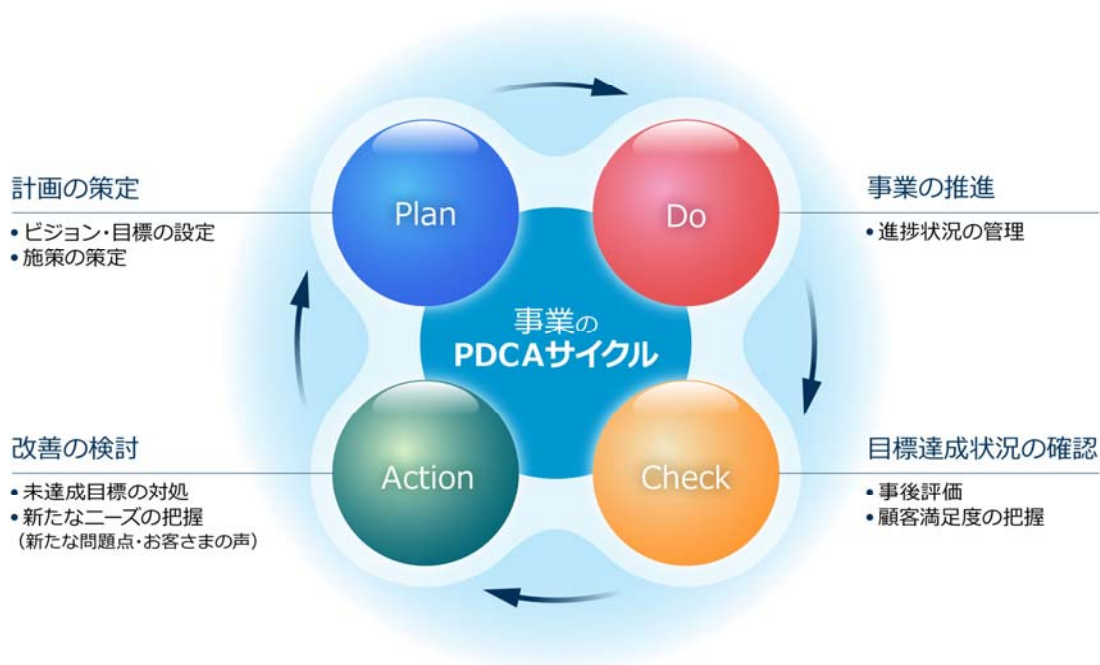 計画の策定
・ビジョン・目標の設定
・施策の策定
Plan
Do
事業の推進
・進捗状況の管理
事業の
PDCAサイクル
改善の検討
・未達成目標の対処
・新たなニーズの把握
（新たな問題点・お客さまの声）
Action
Check
目標達成状況の確認
・事後評価
・顧客満足度の把握